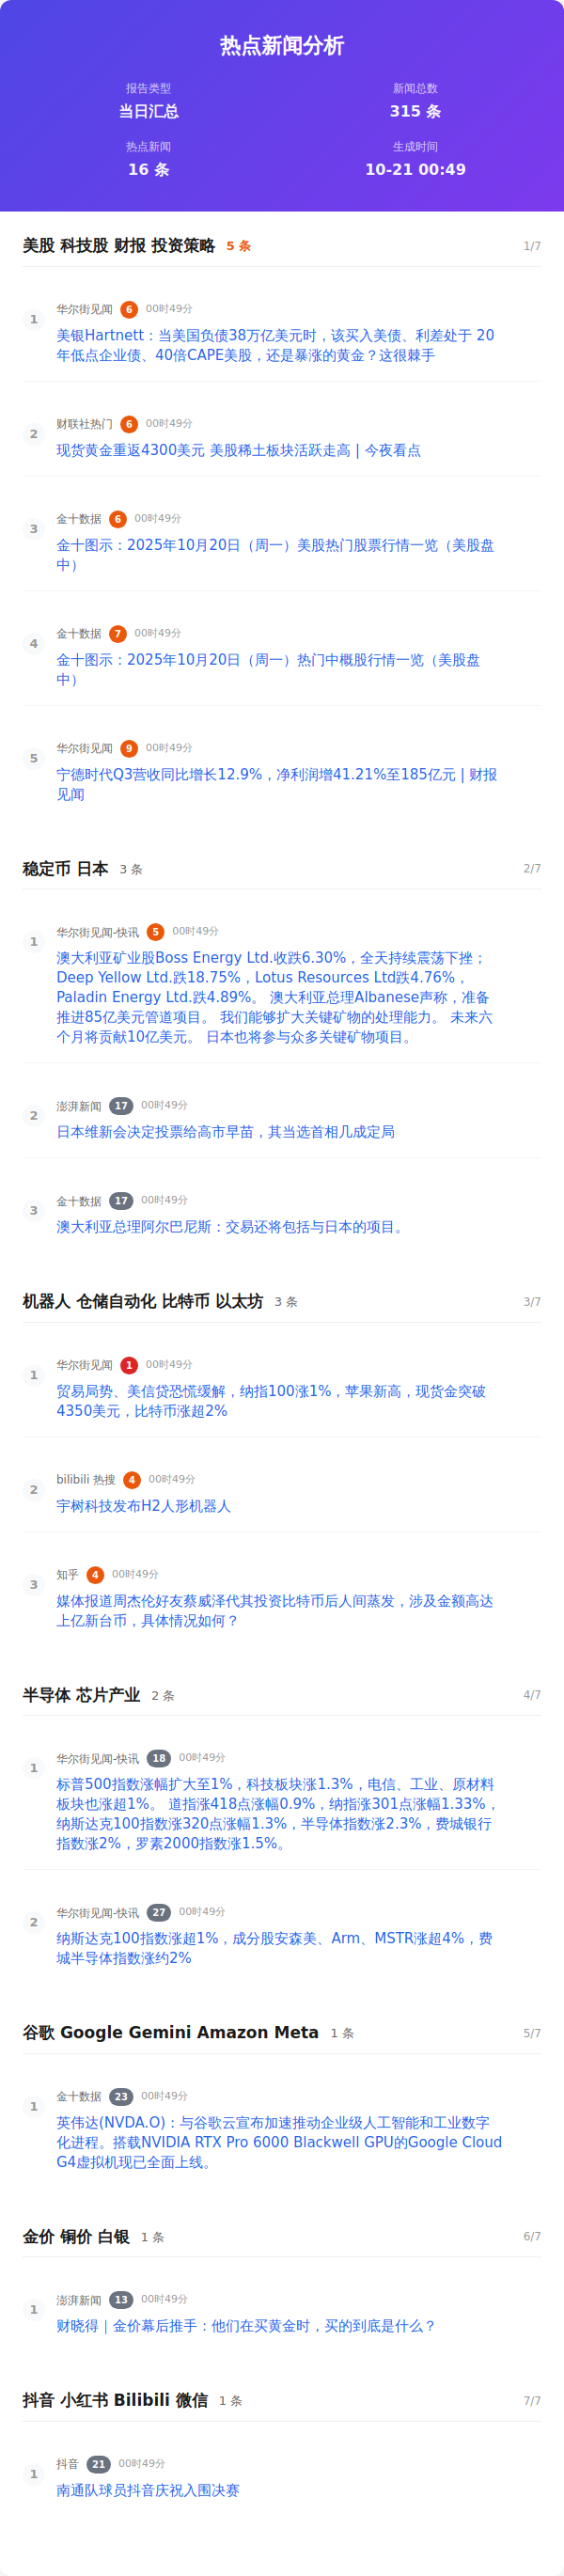 热点新闻分析
报告类型
新闻总数
当日汇总
315 条
热点新闻
生成时间
16 条
10-21 00:49
美股 科技股 财报 投资策略 5 条 1/7
1 华尔街见闻 6 00时49分
美银Hartnett：当美国负债38万亿美元时，该买入美债、利差处于 20
年低点企业债、40倍CAPE美股，还是暴涨的黄金？这很棘手
2 财联社热门 6 00时49分
现货黄金重返4300美元 美股稀土板块活跃走高 | 今夜看点
3 金十数据 6 00时49分
金十图示：2025年10月20日（周一）美股热门股票行情一览（美股盘
中）
4 金十数据 7 00时49分
金十图示：2025年10月20日（周一）热门中概股行情一览（美股盘
中）
5 华尔街见闻 9 00时49分
宁德时代Q3营收同比增长12.9%，净利润增41.21%至185亿元 | 财报
见闻
稳定币 日本 3 条 2/7
1 华尔街见闻-快讯 5 00时49分
澳大利亚矿业股Boss Energy Ltd.收跌6.30%，全天持续震荡下挫；
Deep Yellow Ltd.跌18.75%，Lotus Resources Ltd跌4.76%，
Paladin Energy Ltd.跌4.89%。 澳大利亚总理Albanese声称，准备
推进85亿美元管道项目。 我们能够扩大关键矿物的处理能力。 未来六
个月将贡献10亿美元。 日本也将参与众多关键矿物项目。
2 澎湃新闻 17 00时49分
日本维新会决定投票给高市早苗，其当选首相几成定局
3 金十数据 17 00时49分
澳大利亚总理阿尔巴尼斯：交易还将包括与日本的项目。
机器人 仓储自动化 比特币 以太坊 3 条 3/7
1 华尔街见闻 1 00时49分
贸易局势、美信贷恐慌缓解，纳指100涨1%，苹果新高，现货金突破
4350美元，比特币涨超2%
2 bilibili 热搜 4 00时49分
宇树科技发布H2人形机器人
3 知乎 4 00时49分
媒体报道周杰伦好友蔡威泽代其投资比特币后人间蒸发，涉及金额高达
上亿新台币，具体情况如何？
半导体 芯片产业 2 条 4/7
1 华尔街见闻-快讯 18 00时49分
标普500指数涨幅扩大至1%，科技板块涨1.3%，电信、工业、原材料
板块也涨超1%。 道指涨418点涨幅0.9%，纳指涨301点涨幅1.33%，
纳斯达克100指数涨320点涨幅1.3%，半导体指数涨2.3%，费城银行
指数涨2%，罗素2000指数涨1.5%。
2 华尔街见闻-快讯 27 00时49分
纳斯达克100指数涨超1%，成分股安森美、Arm、MSTR涨超4%，费
城半导体指数涨约2%
谷歌 Google Gemini Amazon Meta 1 条 5/7
1 金十数据 23 00时49分
英伟达(NVDA.O)：与谷歌云宣布加速推动企业级人工智能和工业数字
化进程。搭载NVIDIA RTX Pro 6000 Blackwell GPU的Google Cloud
G4虚拟机现已全面上线。
金价 铜价 白银 1 条 6/7
1 澎湃新闻 13 00时49分
财晓得｜金价幕后推手：他们在买黄金时，买的到底是什么？
抖音 小红书 Bilibili 微信 1 条 7/7
1 抖音 21 00时49分
南通队球员抖音庆祝入围决赛